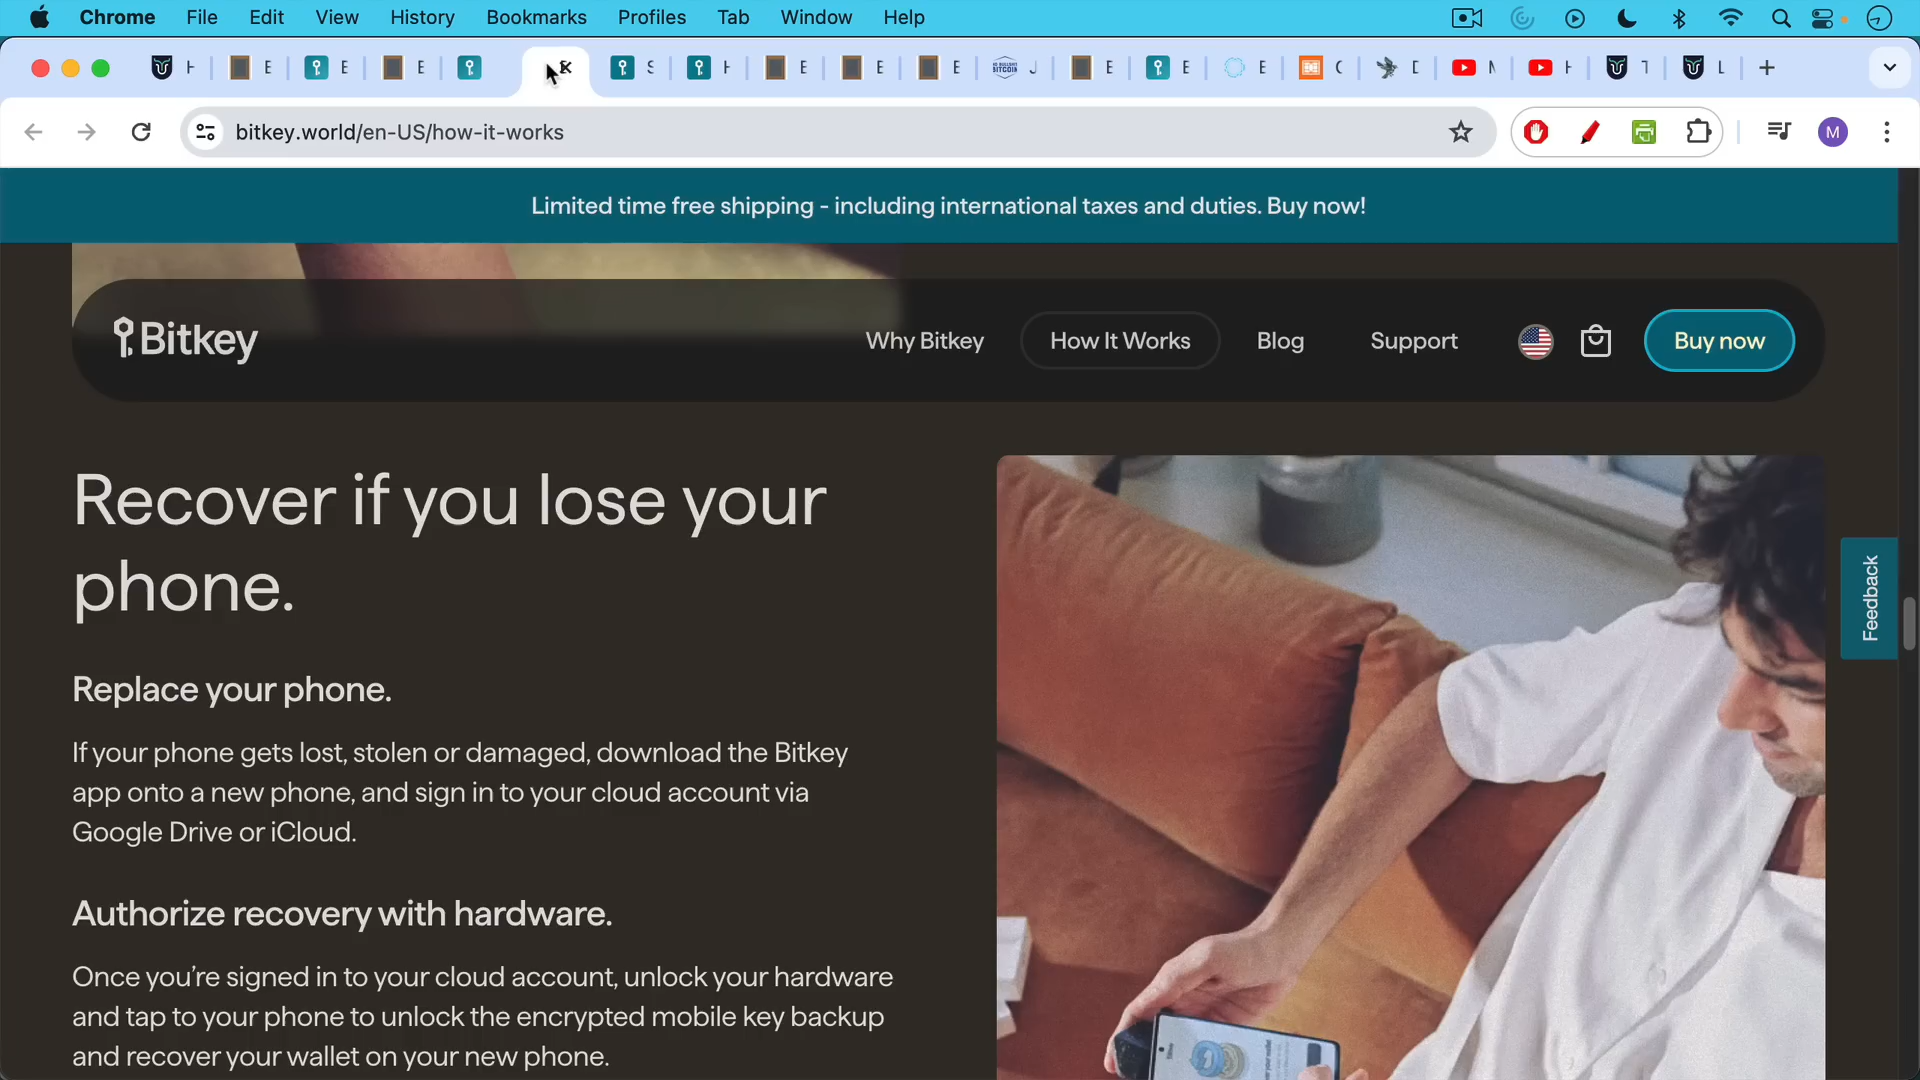 Chrome File Edit View History Bookmarks Profiles Tab Window Help
bitkey.world/en-US/how-it-works
M
Limited time free shipping - including international taxes and duties. Buy now!
Bitkey
Why Bitkey
How It Works
Blog
Support
Buy now
Recover if you lose your
phone.
Replace your phone.
If your phone gets lost, stolen or damaged, download the Bitkey
app onto a new phone, and sign in to your cloud account via
Google Drive or iCloud.
Authorize recovery with hardware.
Once you’re signed in to your cloud account, unlock your hardware
and tap to your phone to unlock the encrypted mobile key backup
and recover your wallet on your new phone.
Feedback